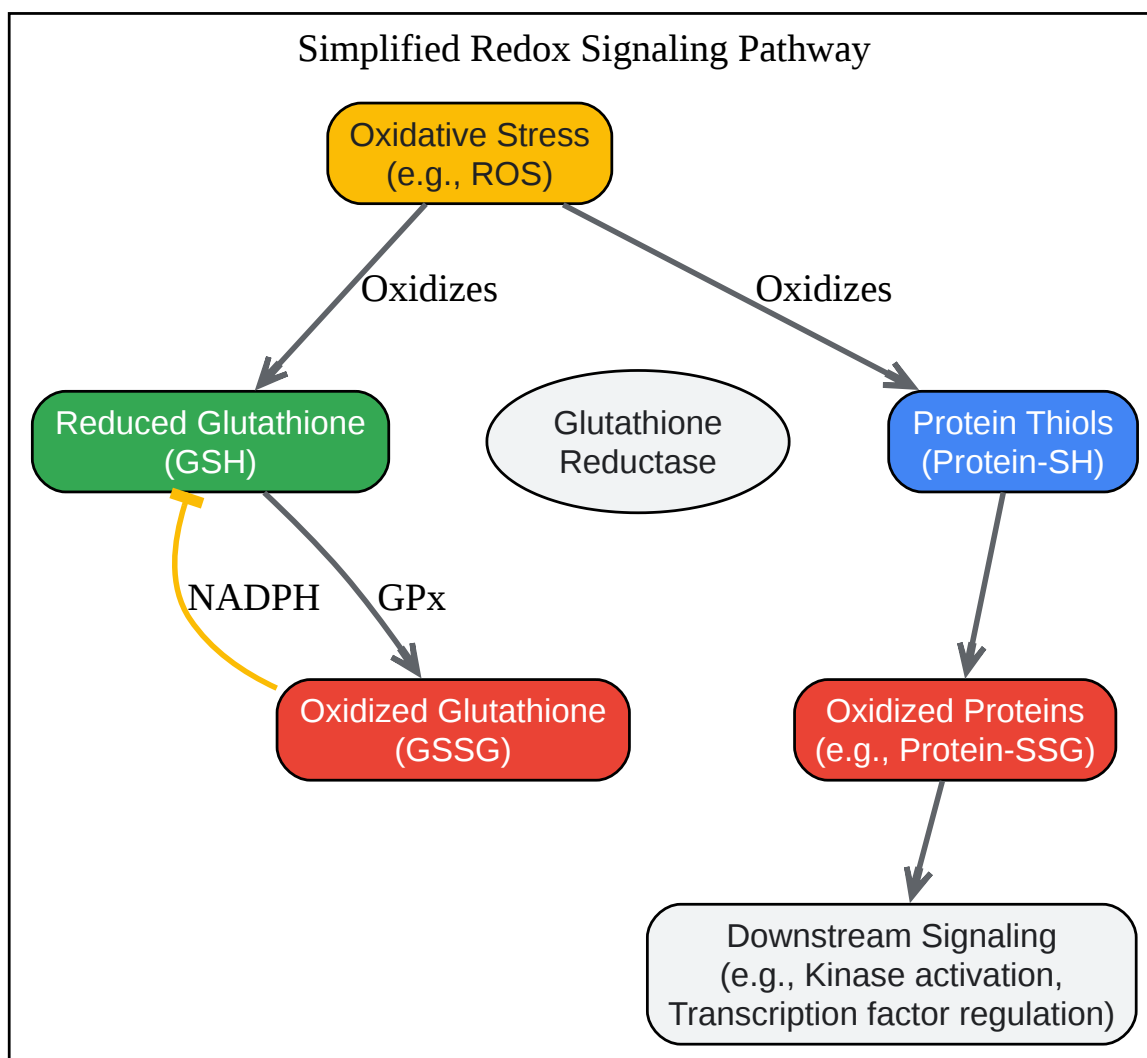 Simplified Redox Signaling Pathway
Oxidative Stress
(e.g., ROS)
Oxidizes
Oxidizes
Reduced Glutathione
(GSH)
Glutathione
Reductase
Protein Thiols
(Protein-SH)
NADPH
GPx
Oxidized Glutathione
(GSSG)
Oxidized Proteins
(e.g., Protein-SSG)
Downstream Signaling
(e.g., Kinase activation,
Transcription factor regulation)